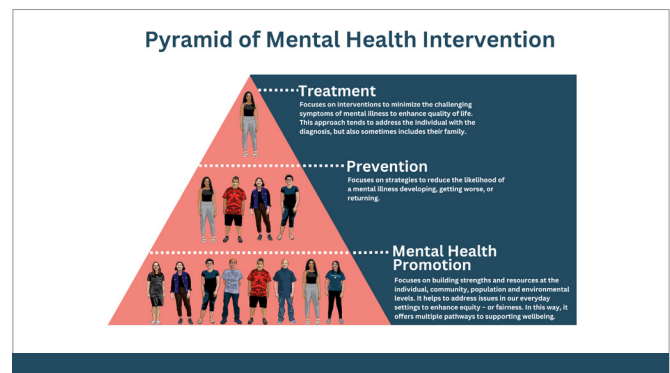 Pyramid of Mental Health Intervention
Treatment
Focuses on interventions to minimize the challenging
symptoms of mental illness to enhance quality of life.
This approach tends to address the individual with the
diagnosis, but also sometimes includes their family.
Prevention
Focuses on strategies to reduce the likelihood of
a mental illness developing, getting worse, or
returning.
Mental Health
Promotion
Focuses on building strengths and resources at the
individual, community, population and environmental
levels. It helps to address issues in our everyday
settings to enhance equity – or fairness. In this way, it
offers multiple pathways to supporting wellbeing.